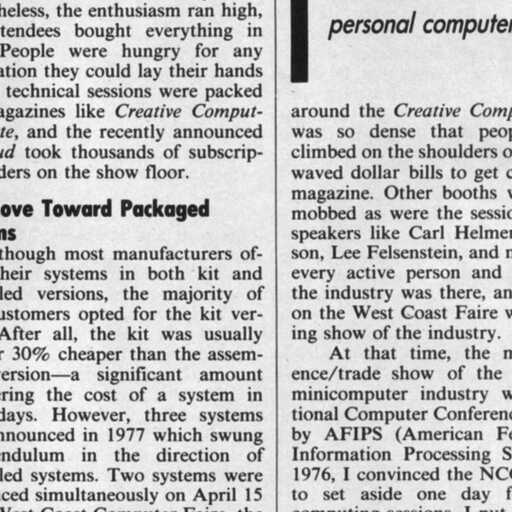 theless, the enthusiasm ran high,
tendees bought everything in
People were hungry for any
ation they could lay their hands
technical sessions were packed
agazines like Creative Comput-
te, and the recently announced
ud took thousands of subscrip-
ders on the show floor.
ove Toward Packaged
ns
though most manufacturers of-
heir systems in both kit and
led versions, the majority of
ustomers opted for the kit ver-
After all, the kit was usually
r 30% cheaper than the assem-
ersion—a significant amount
ering the cost of a system in
days. However, three systems
nnounced in 1977 which swung
endulum in the direction of
led systems. Two systems were
ced simultaneously on April 15
West Coast Computer Faire, the
personal computer
around the Creative Comp
was so dense that peop
climbed on the shoulders o
waved dollar bills to get c
magazine. Other booths w
mobbed as were the sessio
speakers like Carl Helmer
son, Lee Felsenstein, and m
every active person and
the industry was there, an
on the West Coast Faire w
ing show of the industry.
At that time, the m
ence/trade show of the
minicomputer industry w
tional Computer Conferenc
by AFIPS (American Fe
Information Processing S
1976, I convinced the NCC
to set aside one day f
computing sessions. I put